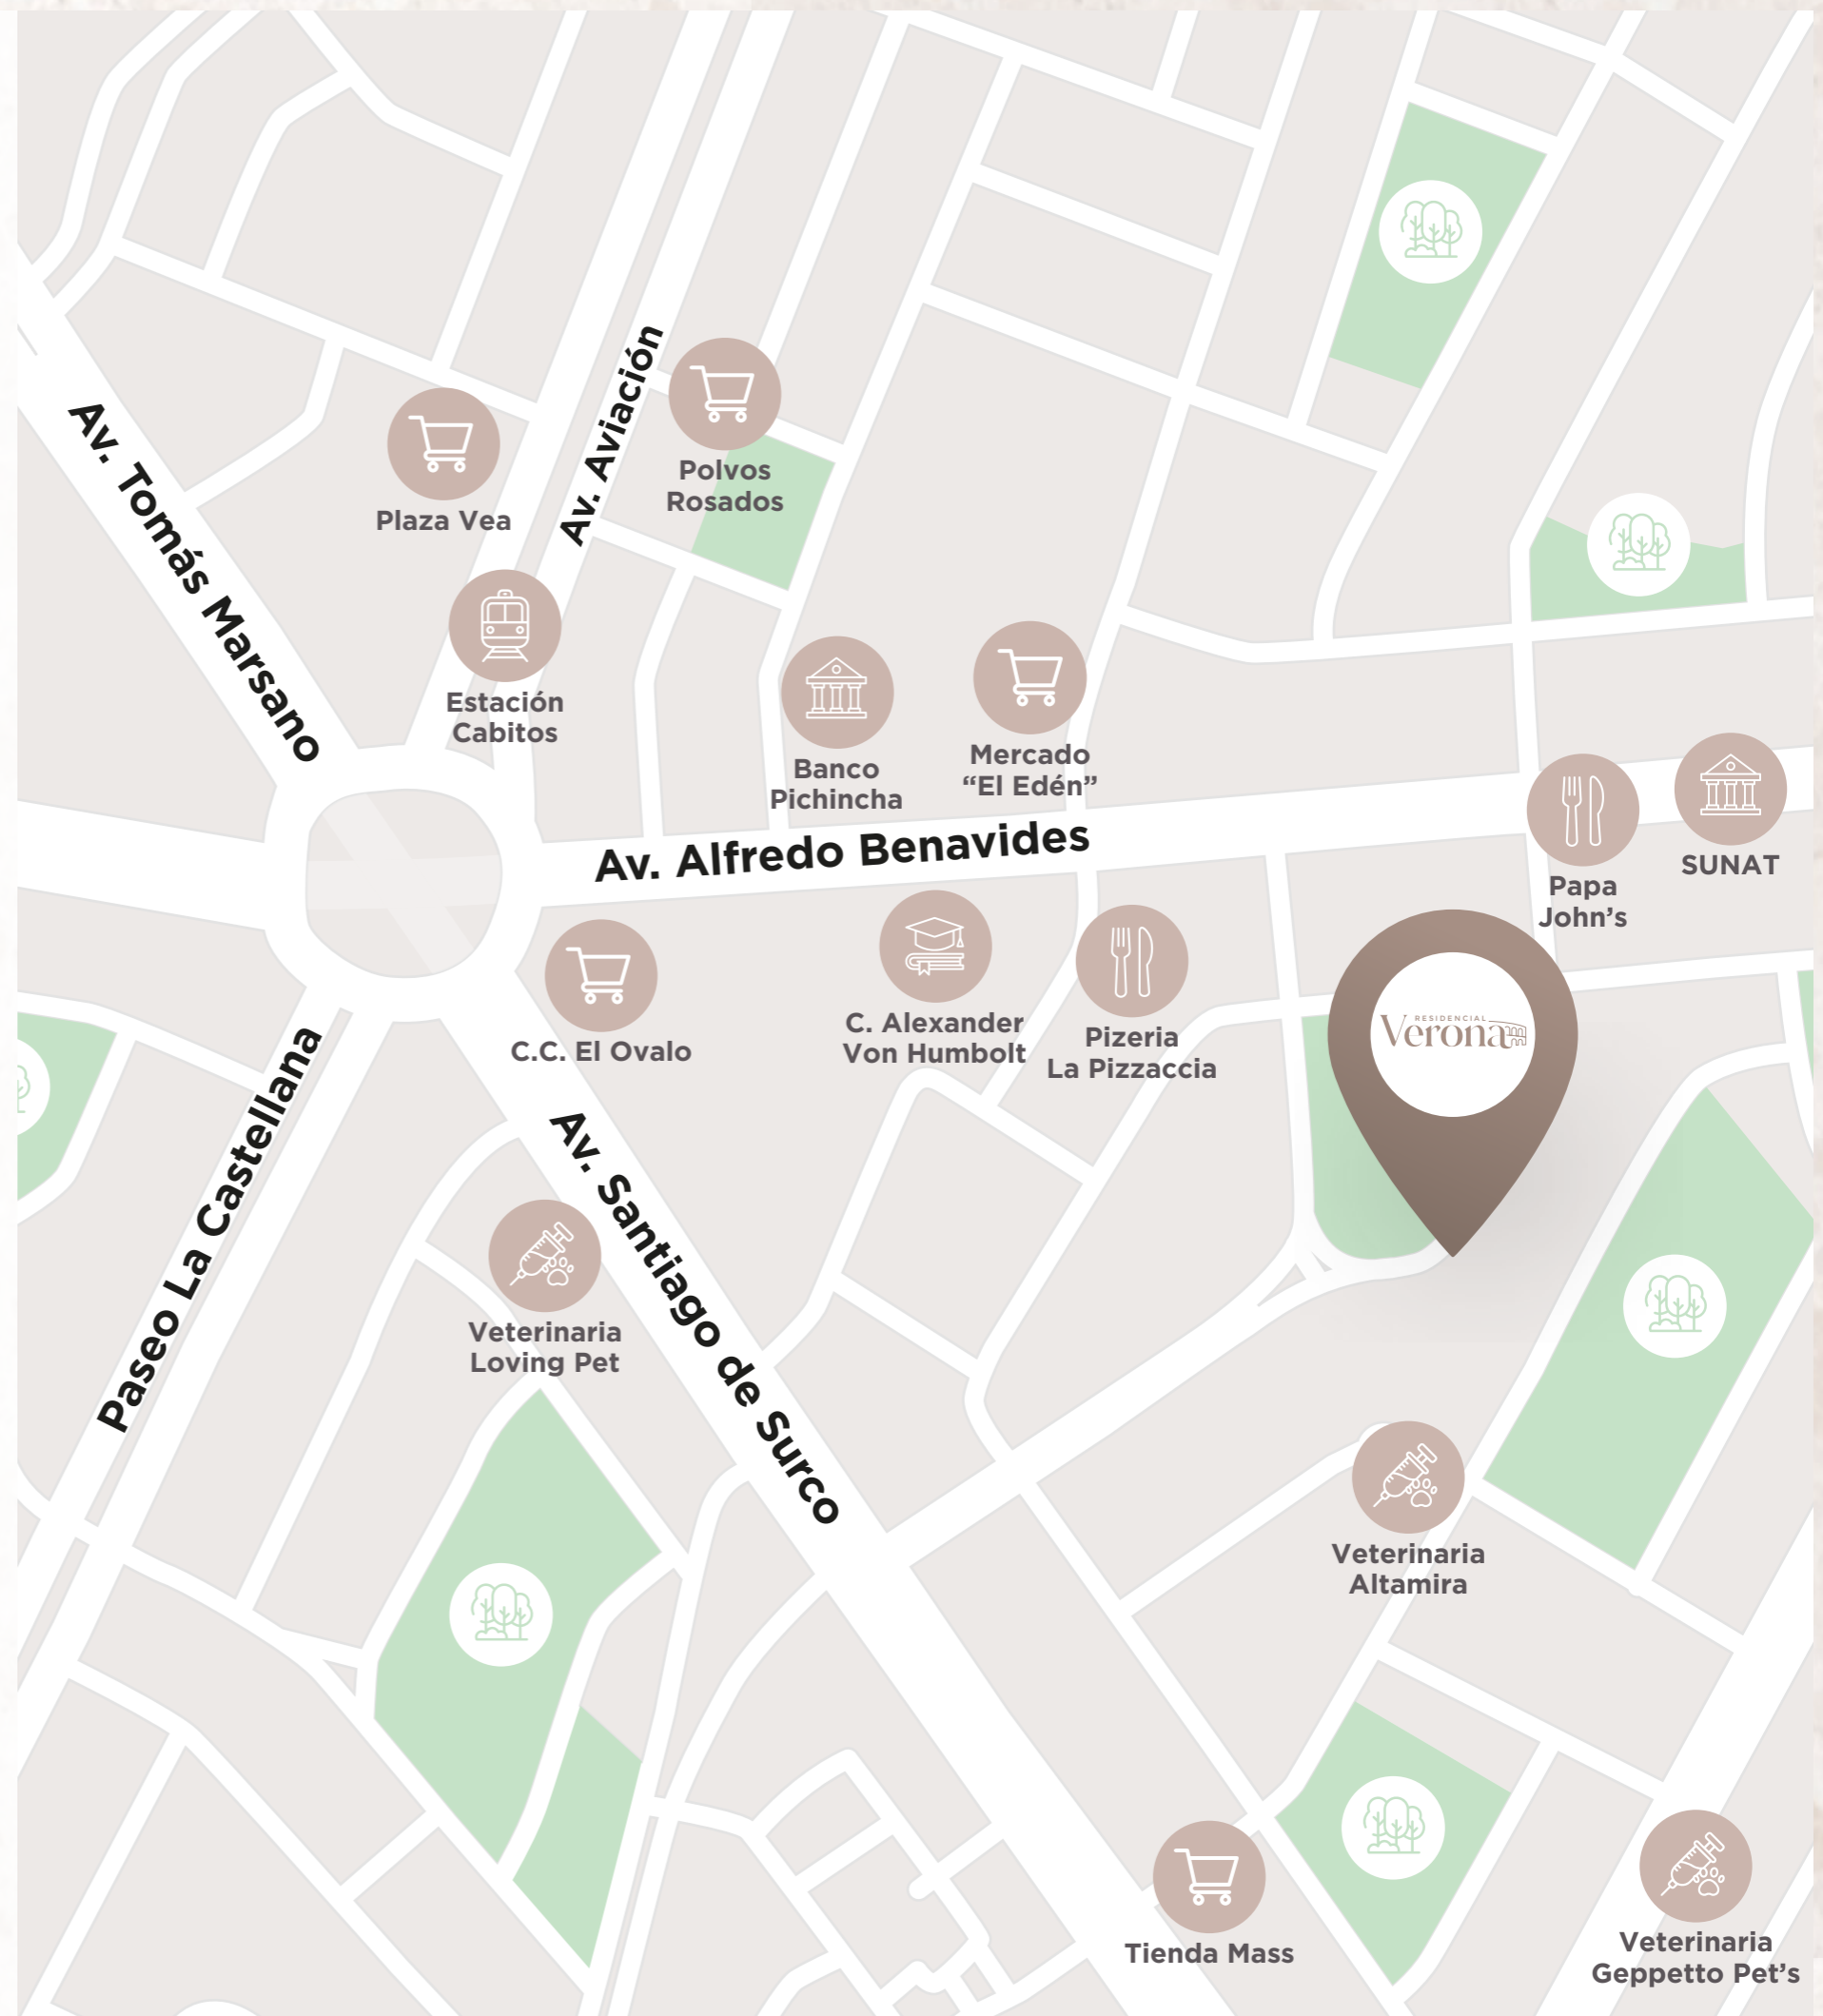 Av. Aviación
Av. Tomás Marsano
Polvos
Rosados
Plaza Vea
Estación
Cabitos
Banco
Pichincha
Mercado
“El Edén”
Av. Alfredo Benavides
SUNAT
Papa
John’s
C. Alexander
Von Humbolt
Pizeria
La Pizzaccia
RESIDENCIAL
Verona
C.C. El Ovalo
Paseo La Castellana
Av. Santiago de Surco
Veterinaria
Loving Pet
Veterinaria
Altamira
Tienda Mass
Veterinaria
Geppetto Pet’s